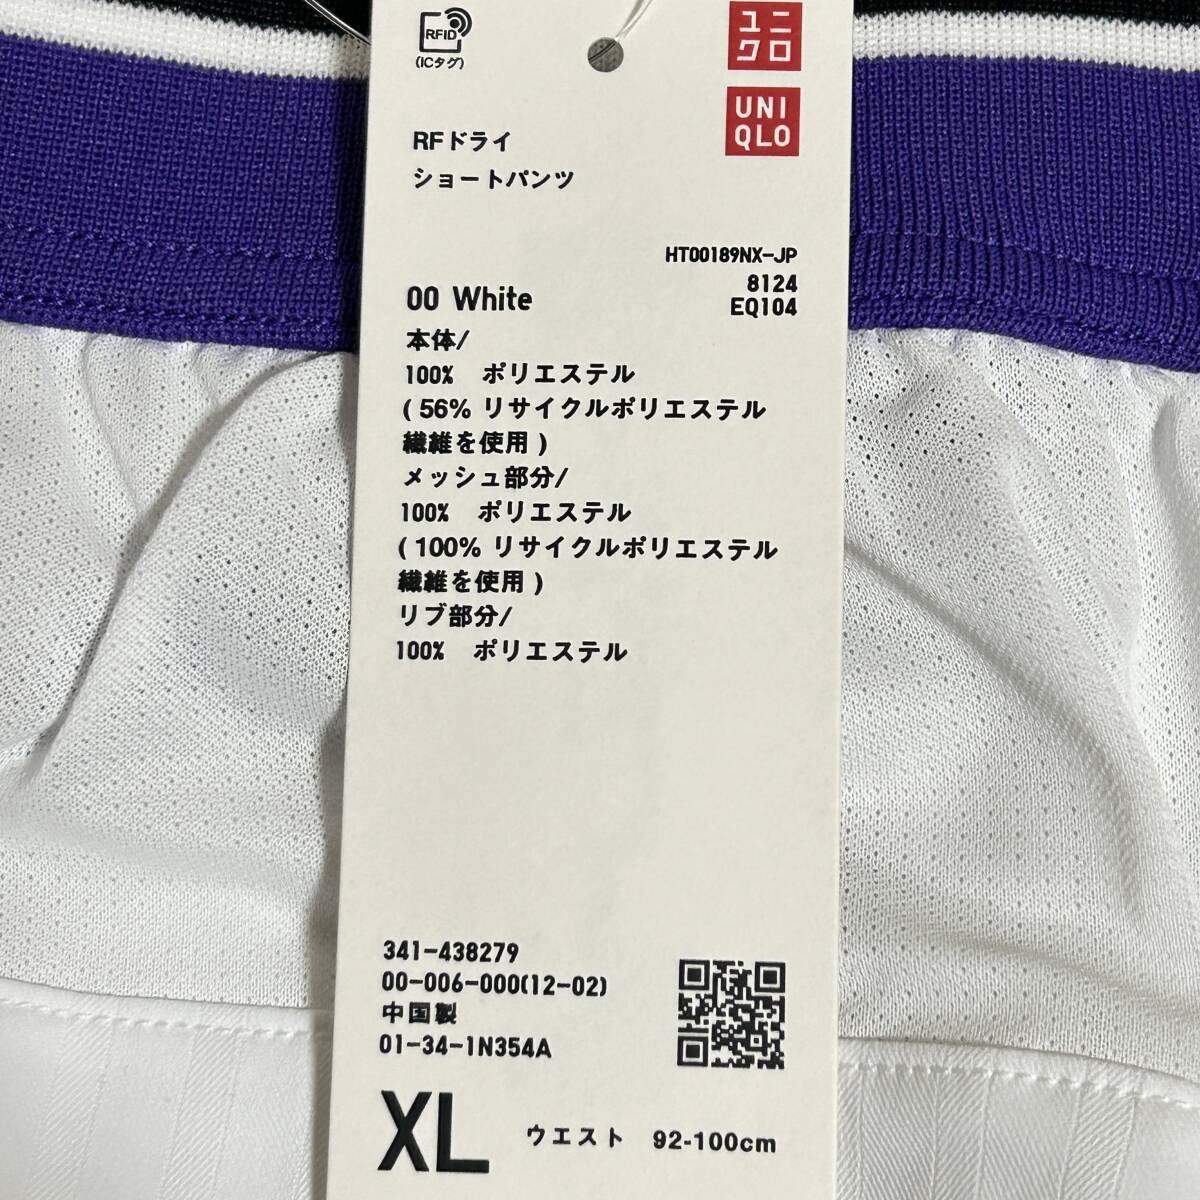 RFID
(ICタグ)
ユニ
クロ
UNI
QLO
RFドライ
ショートパンツ
HT00189NX-JP
8124
EQ104
00 White
本体/
100% ポリエステル
( 56% リサイクルポリエステル
繊維を使用 )
メッシュ部分/
100% ポリエステル
( 100% リサイクルポリエステル
繊維を使用 )
リブ部分/
100% ポリエステル
341-438279
00-006-000(12-02)
中国製
01-34-1N354A
XL ウエスト 92-100cm